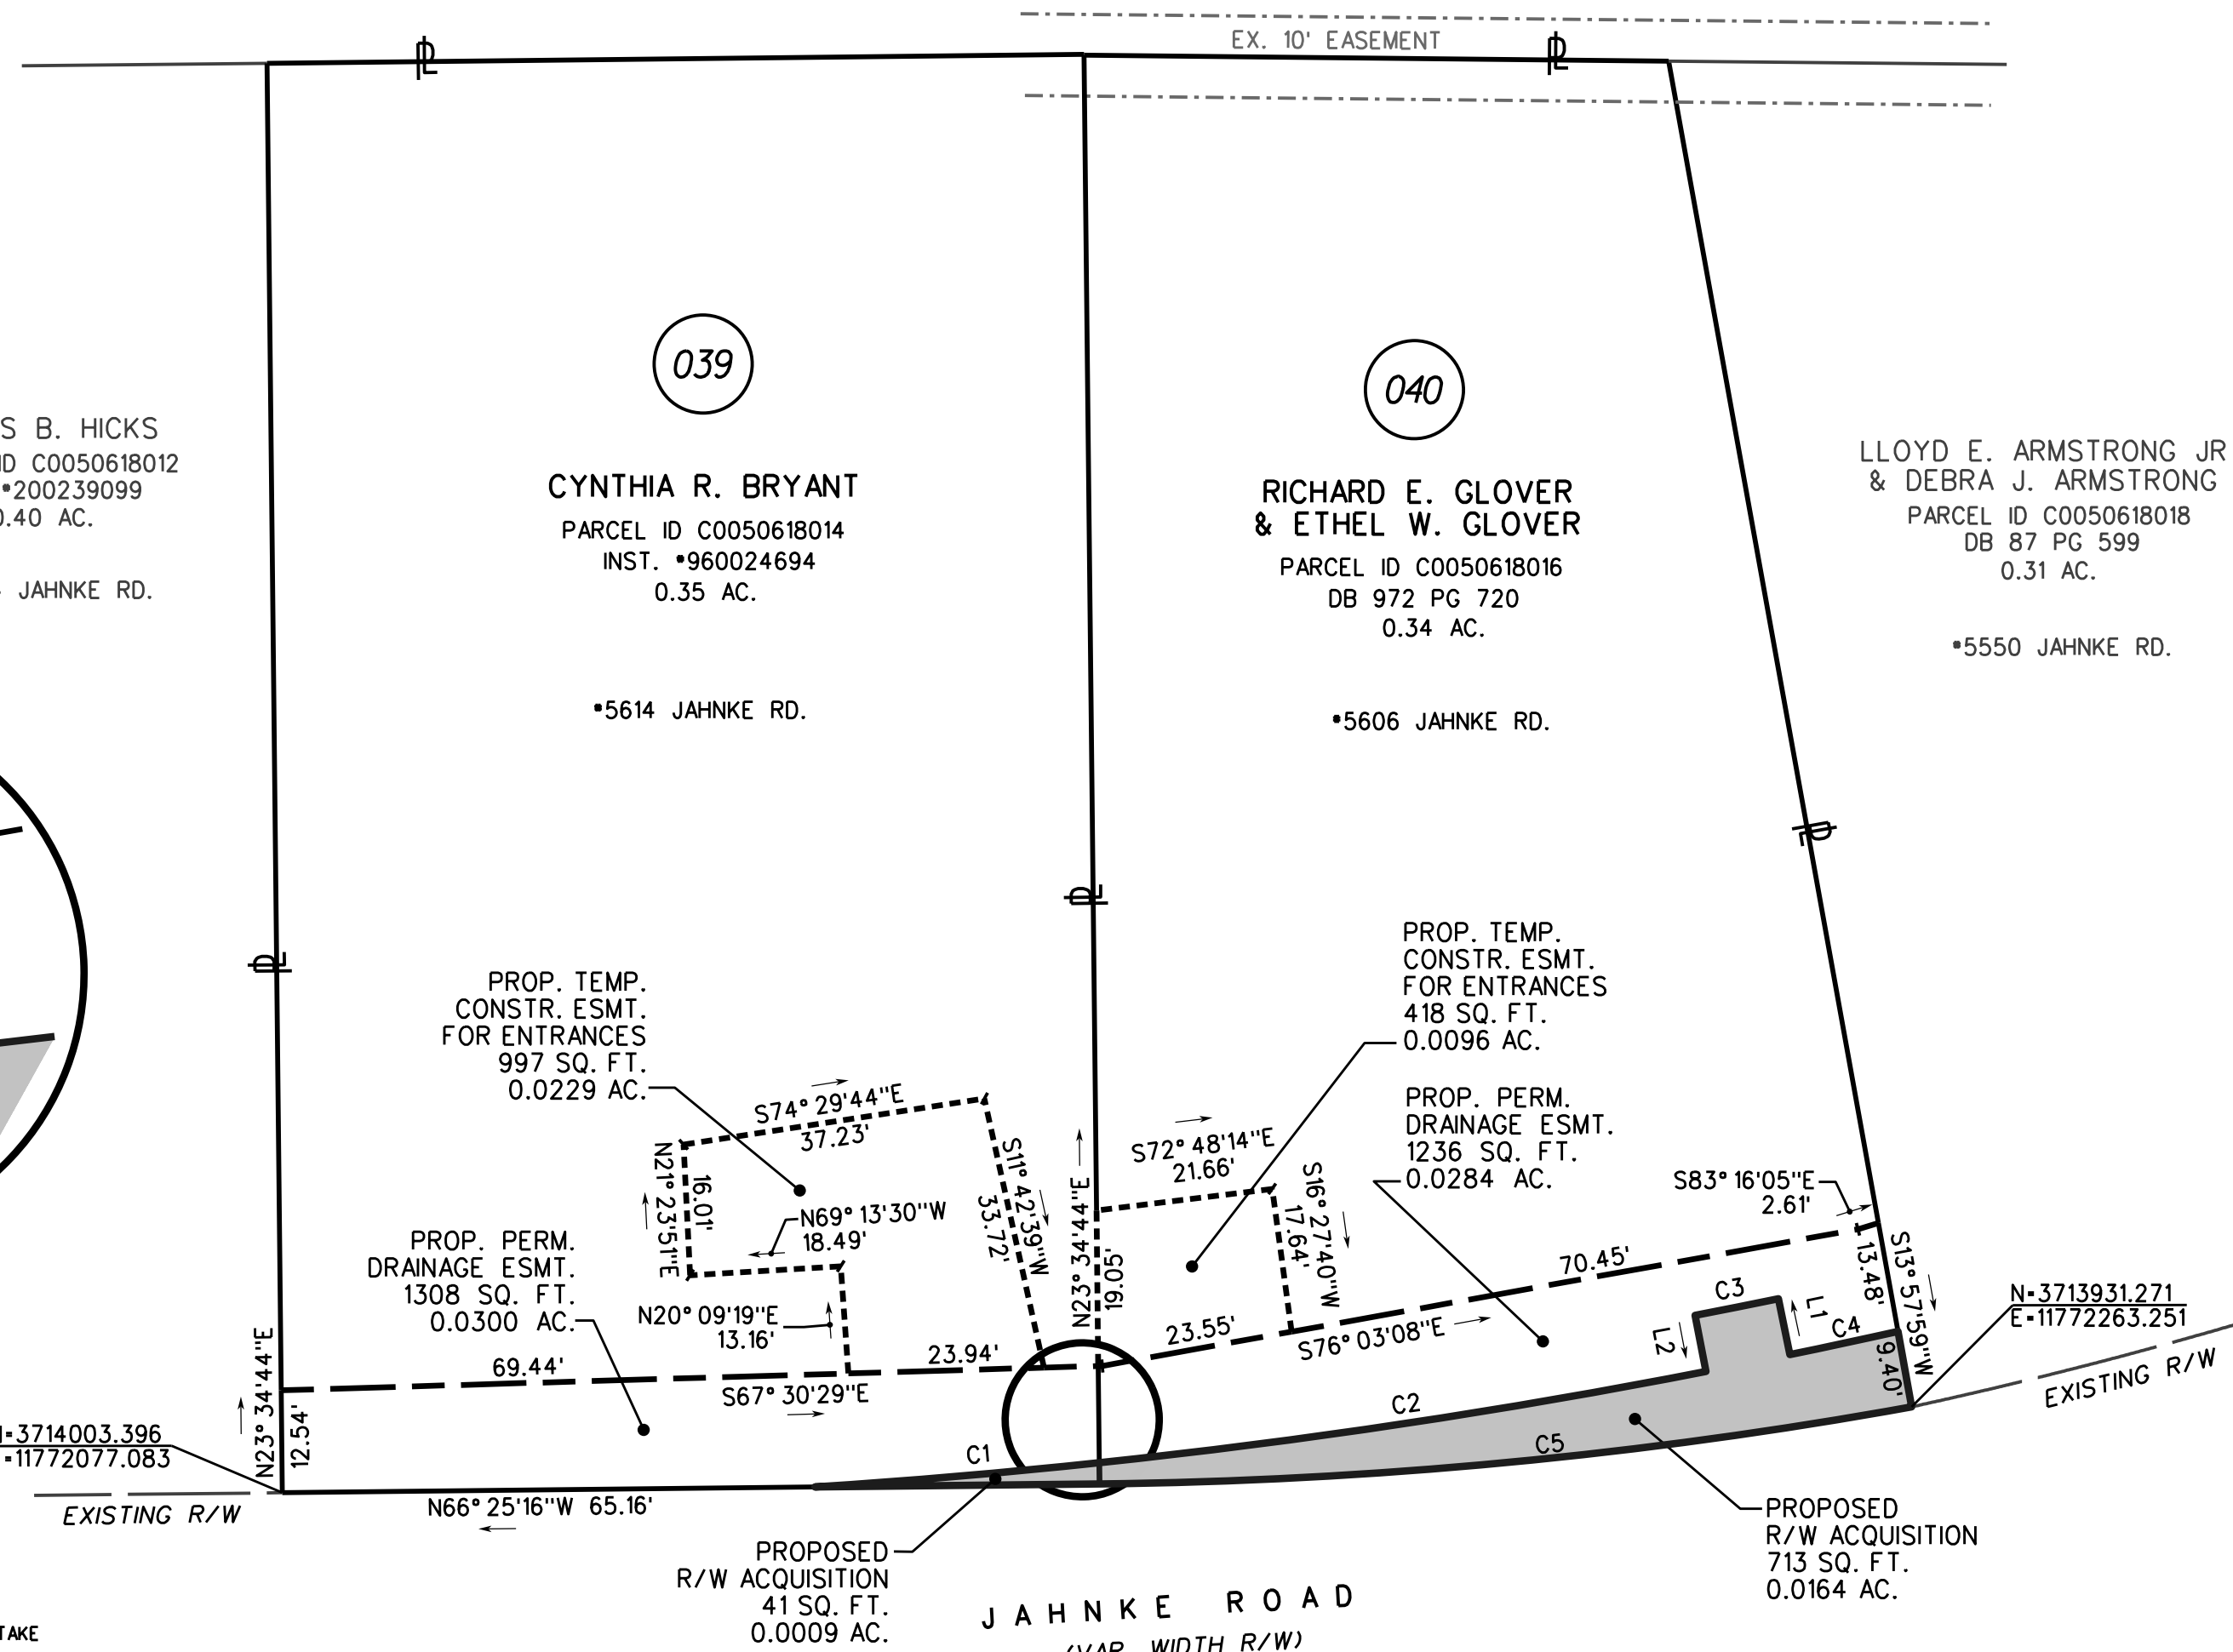 EX. 10' EASEMENT
PL
PL
039
040
S B. HICKS
ID C0050618012
*200239099
0.40 AC.
JAHNKE RD.
CYNTHIA R. BRYANT
PARCEL ID C0050618014
INST. *960024694
0.35 AC.
*5614 JAHNKE RD.
RICHARD E. GLOVER
& ETHEL W. GLOVER
PARCEL ID C0050618016
DB 972 PG 720
0.34 AC.
*5606 JAHNKE RD.
LLOYD E. ARMSTRONG JR
& DEBRA J. ARMSTRONG
PARCEL ID C0050618018
DB 87 PG 599
0.31 AC.
*5550 JAHNKE RD.
PL
PL
PL
PROP. TEMP.
CONSTR. ESMT.
FOR ENTRANCES
997 SQ. FT.
0.0229 AC.
PROP. TEMP.
CONSTR. ESMT.
FOR ENTRANCES
418 SQ. FT.
0.0096 AC.
PROP. PERM.
DRAINAGE ESMT.
1236 SQ. FT.
0.0284 AC.
S74° 29'44"E
37.23'
N21° 23'51"E
16.01'
N69° 13'30"W
18.49'
S11° 42'39"W
33.72'
N23° 34'44"E
19.05'
S72° 48'14"E
21.66'
S16° 27'40"W
17.64'
S83° 16'05"E
2.61'
PROP. PERM.
DRAINAGE ESMT.
1308 SQ. FT.
0.0300 AC.
N20° 09'19"E
13.16'
69.44'
S67° 30'29"E
23.94'
23.55'
S76° 03'08"E
70.45'
13.48'
S13° 57'59"W
9.40'
C3
L1
L2
C4
N=3713931.271
E=11772263.251
EXISTING R/W
N23° 34'44"E
12.54'
=3714003.396
=11772077.083
EXISTING R/W
N66° 25'16"W 65.16'
C1
C2
C5
PROPOSED
R/W ACQUISITION
41 SQ. FT.
0.0009 AC.
PROPOSED
R/W ACQUISITION
713 SQ. FT.
0.0164 AC.
JAHNKE ROAD
(VAR. WIDTH R/W)
TAKE